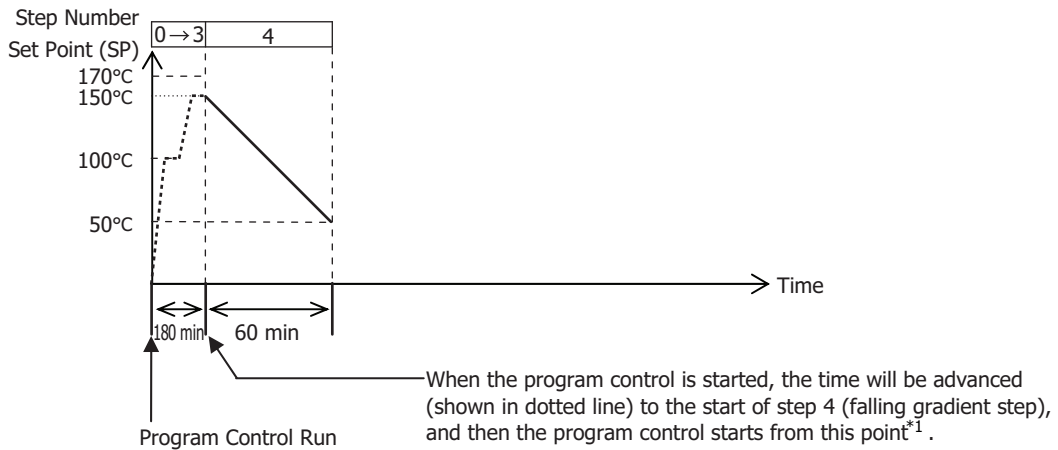 Step Number
0→3
4
Set Point (SP)
170°C
150°C
100°C
50°C
Time
180 min
60 min
When the program control is started, the time will be advanced
(shown in dotted line) to the start of step 4 (falling gradient step),
and then the program control starts from this point*1 .
Program Control Run